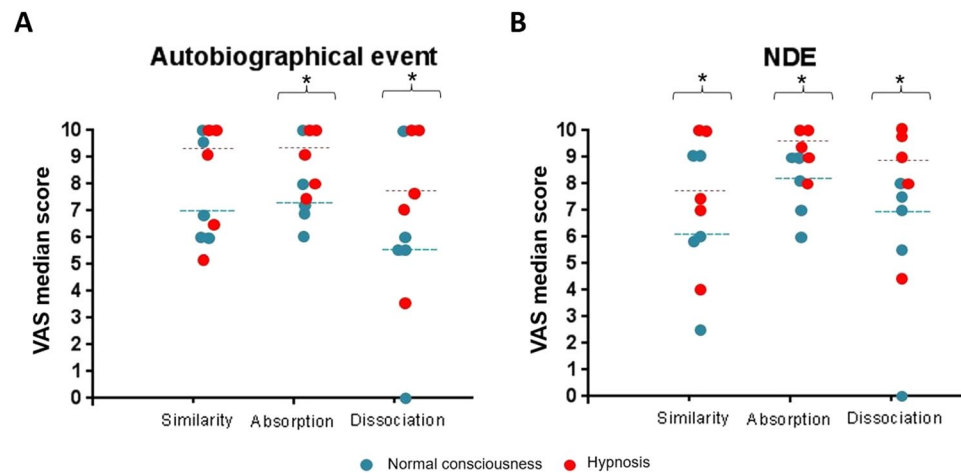 A
Autobiographical event
* *
VAS median score
10
9
8
7
6
5
4
3
2
1
0
Similarity Absorption Dissociation
B
NDE
* * *
VAS median score
10
9
8
7
6
5
4
3
2
1
0
Similarity Absorption Dissociation
Normal consciousness Hypnosis